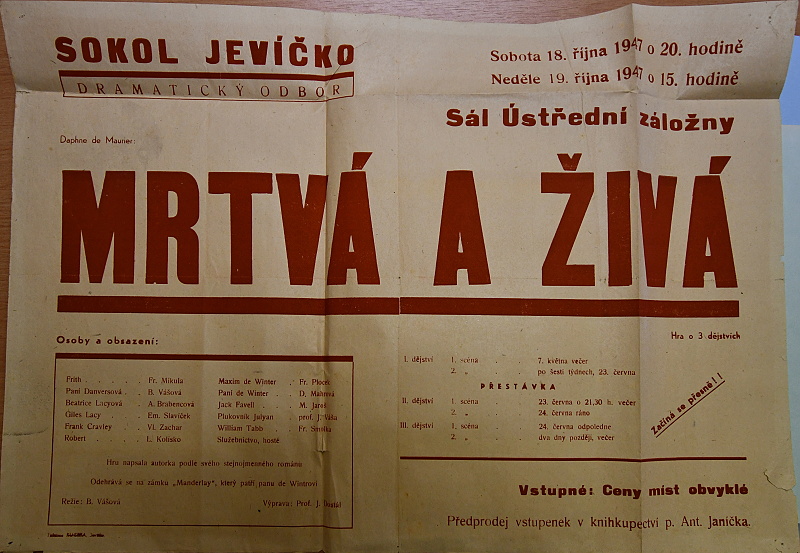 SOKOL JEVÍČKO
DRAMATICKÝ ODBOR
Sobota 18. října 1947 o 20. hodině
Neděle 19. října 1947 o 15. hodině
Sál Ústřední záložny
Daphne de Maurier:
MRTVÁ A ŽIVÁ
Hra o 3 dějstvích
Osoby a obsazení:
Frith . . . . Fr. Mikula
Paní Danversová . B. Vášová
Beatrice Lacyová . A. Brabencová
Giles Lacy . . Em. Slavíček
Frank Crawley . Vl. Zachar
Robert . . . L. Kolísko
Maxim de Winter . Fr. Plocek
Paní de Winter . . D. Mahrová
Jack Favell . . . M. Jareš
Plukovník Julyan . prof. J. Váša
William Tabb . . Fr. Smolka
Služebnictvo, hosté
Hru napsala autorka podle svého stejnojmenného románu
Odehrává se na zámku „Manderlay", který patří panu de Wintrovi
Režie: B. Vášová
Výprava: Prof. J. Dostál
I. dějství 1. scéna . . . 7. května večer
2. „ . . . po šesti týdnech, 23. června
PŘESTÁVKA
II. dějství 1. scéna . . . 23. června o 21,30 h. večer
2. „ . . . 24. června ráno
III. dějství 1. scéna . . . 24. června odpoledne
2. „ . . . dva dny později, večer
Začíná se přesně!!
Vstupné: Ceny míst obvyklé
Předprodej vstupenek v knihkupectví p. Ant. Janíčka.